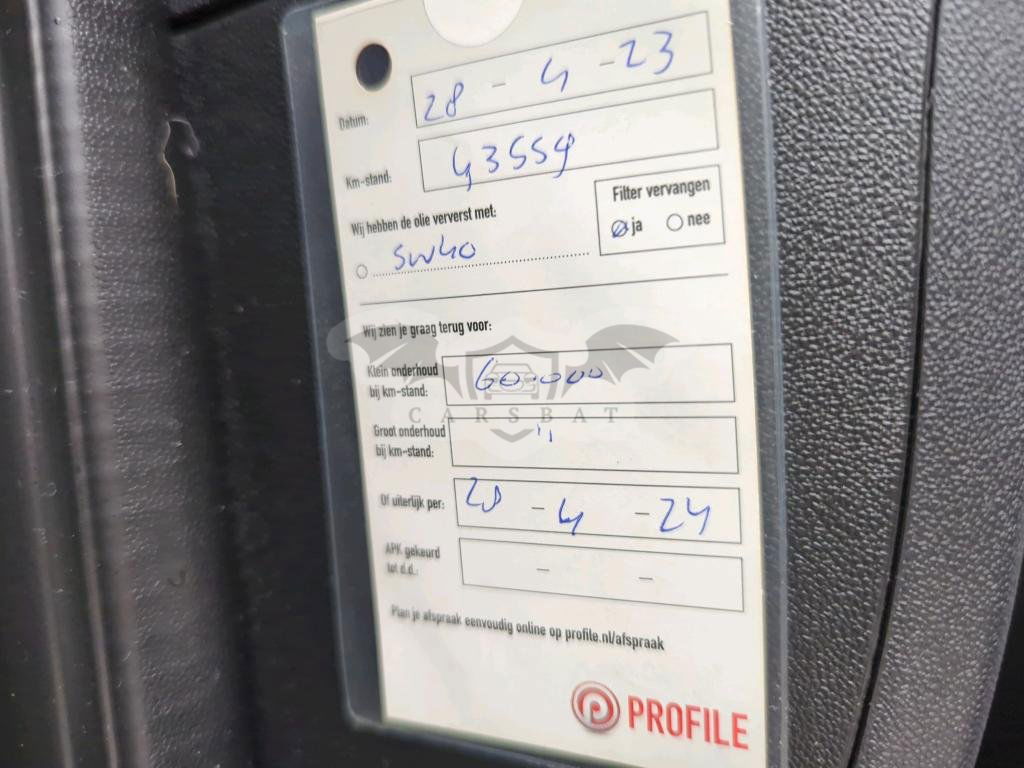 Datum: 28 - 4 - 23
Km-stand: 43559
Wij hebben de olie ververst met:
5W40
Filter vervangen
ja nee
Wij zien je graag terug voor:
Klein onderhoud
bij km-stand: 60.000
CARSBAT
Groot onderhoud
bij km-stand: "
Of uiterlijk per: 28 - 4 - 24
APK gekeurd
tot d.d.: - -
Plan je afspraak eenvoudig online op profile.nl/afspraak
PROFILE